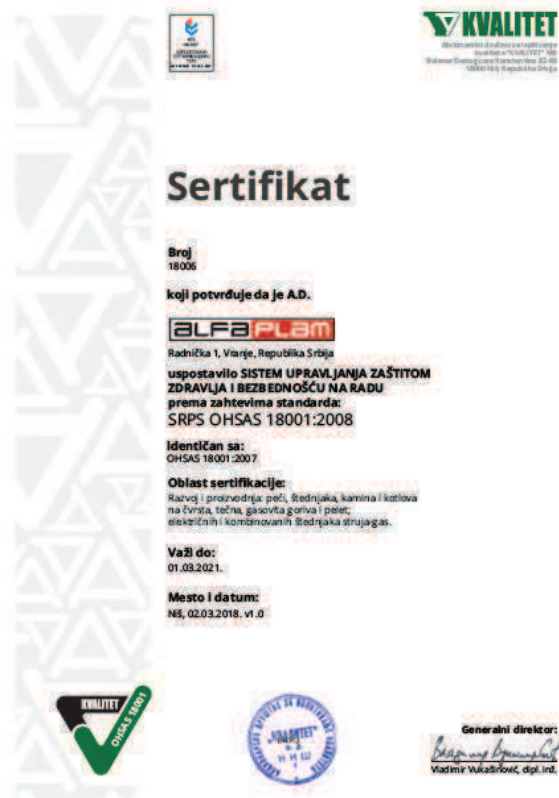 KVALITET
Sertifikat
Broj
18006
koji potvrđuje da je A.D.
ALFA PLAM
Radnička 1, Vranje, Republika Srbija
uspostavilo SISTEM UPRAVLJANJA ZAŠTITOM
ZDRAVLJA I BEZBEDNOŠĆU NA RADU
prema zahtevima standarda:
SRPS OHSAS 18001:2008
Identičan sa:
OHSAS 18001:2007
Oblast sertifikacije:
Razvoj i proizvodnja: peći, štednjaka, kamina i kotlova
na čvrsta, tečna, gasovita goriva i pelet;
električnih i kombinovanih štednjaka struja-gas.
Važi do:
01.03.2021.
Mesto i datum:
Niš, 02.03.2018. v1.0
KVALITET
OHSAS 18001
Generalni direktor:
Vladimir Vukašinović, dipl. inž.